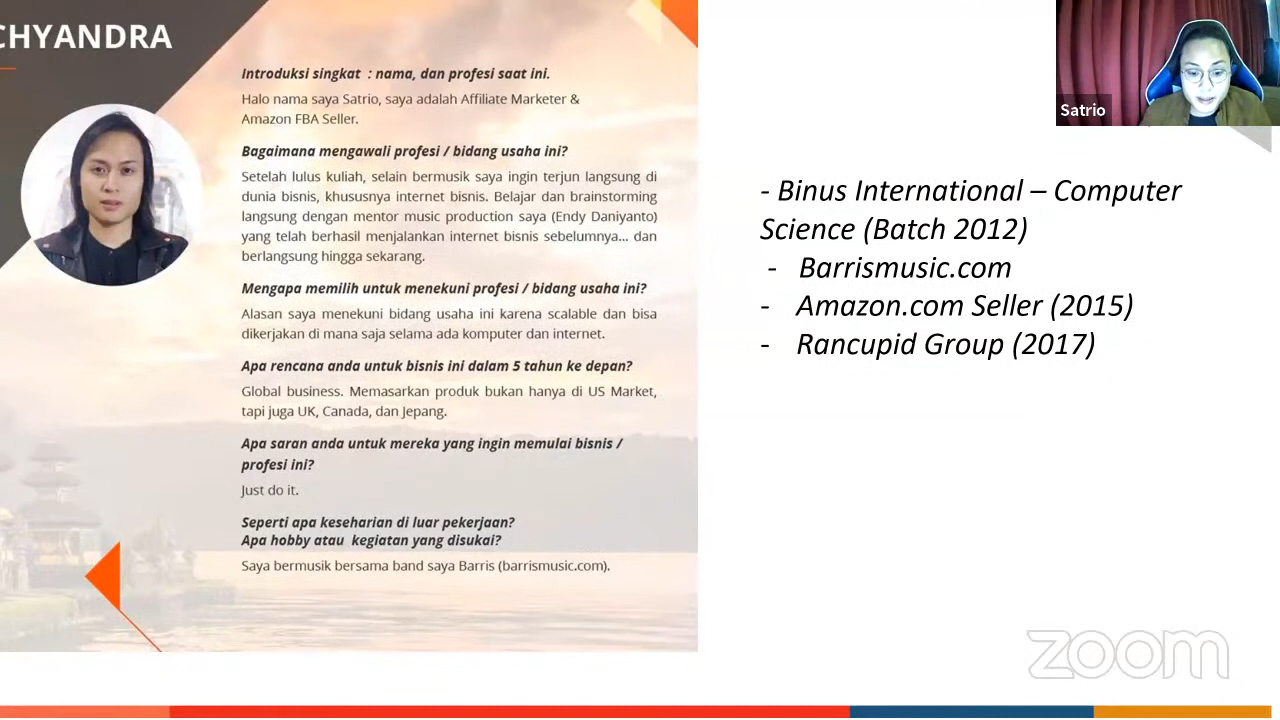 CHYANDRA
Introduksi singkat : nama, dan profesi saat ini.
Halo nama saya Satrio, saya adalah Affiliate Marketer &
Amazon FBA Seller.
Bagaimana mengawali profesi / bidang usaha ini?
Setelah lulus kuliah, selain bermusik saya ingin terjun langsung di
dunia bisnis, khususnya internet bisnis. Belajar dan brainstorming
langsung dengan mentor music production saya (Endy Daniyanto)
yang telah berhasil menjalankan internet bisnis sebelumnya... dan
berlangsung hingga sekarang.
Mengapa memilih untuk menekuni profesi / bidang usaha ini?
Alasan saya menekuni bidang usaha ini karena scalable dan bisa
dikerjakan di mana saja selama ada komputer dan internet.
Apa rencana anda untuk bisnis ini dalam 5 tahun ke depan?
Global business. Memasarkan produk bukan hanya di US Market,
tapi juga UK, Canada, dan Jepang.
Apa saran anda untuk mereka yang ingin memulai bisnis /
profesi ini?
Just do it.
Seperti apa keseharian di luar pekerjaan?
Apa hobby atau kegiatan yang disukai?
Saya bermusik bersama band saya Barris (barrismusic.com).
Satrio
- Binus International – Computer
Science (Batch 2012)
- Barrismusic.com
- Amazon.com Seller (2015)
- Rancupid Group (2017)
zoom